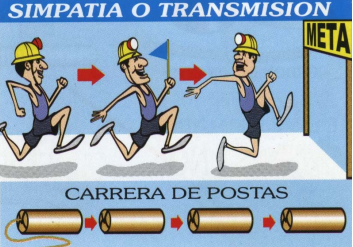 SIMPATIA O TRANSMISION
META
CARRERA DE POSTAS